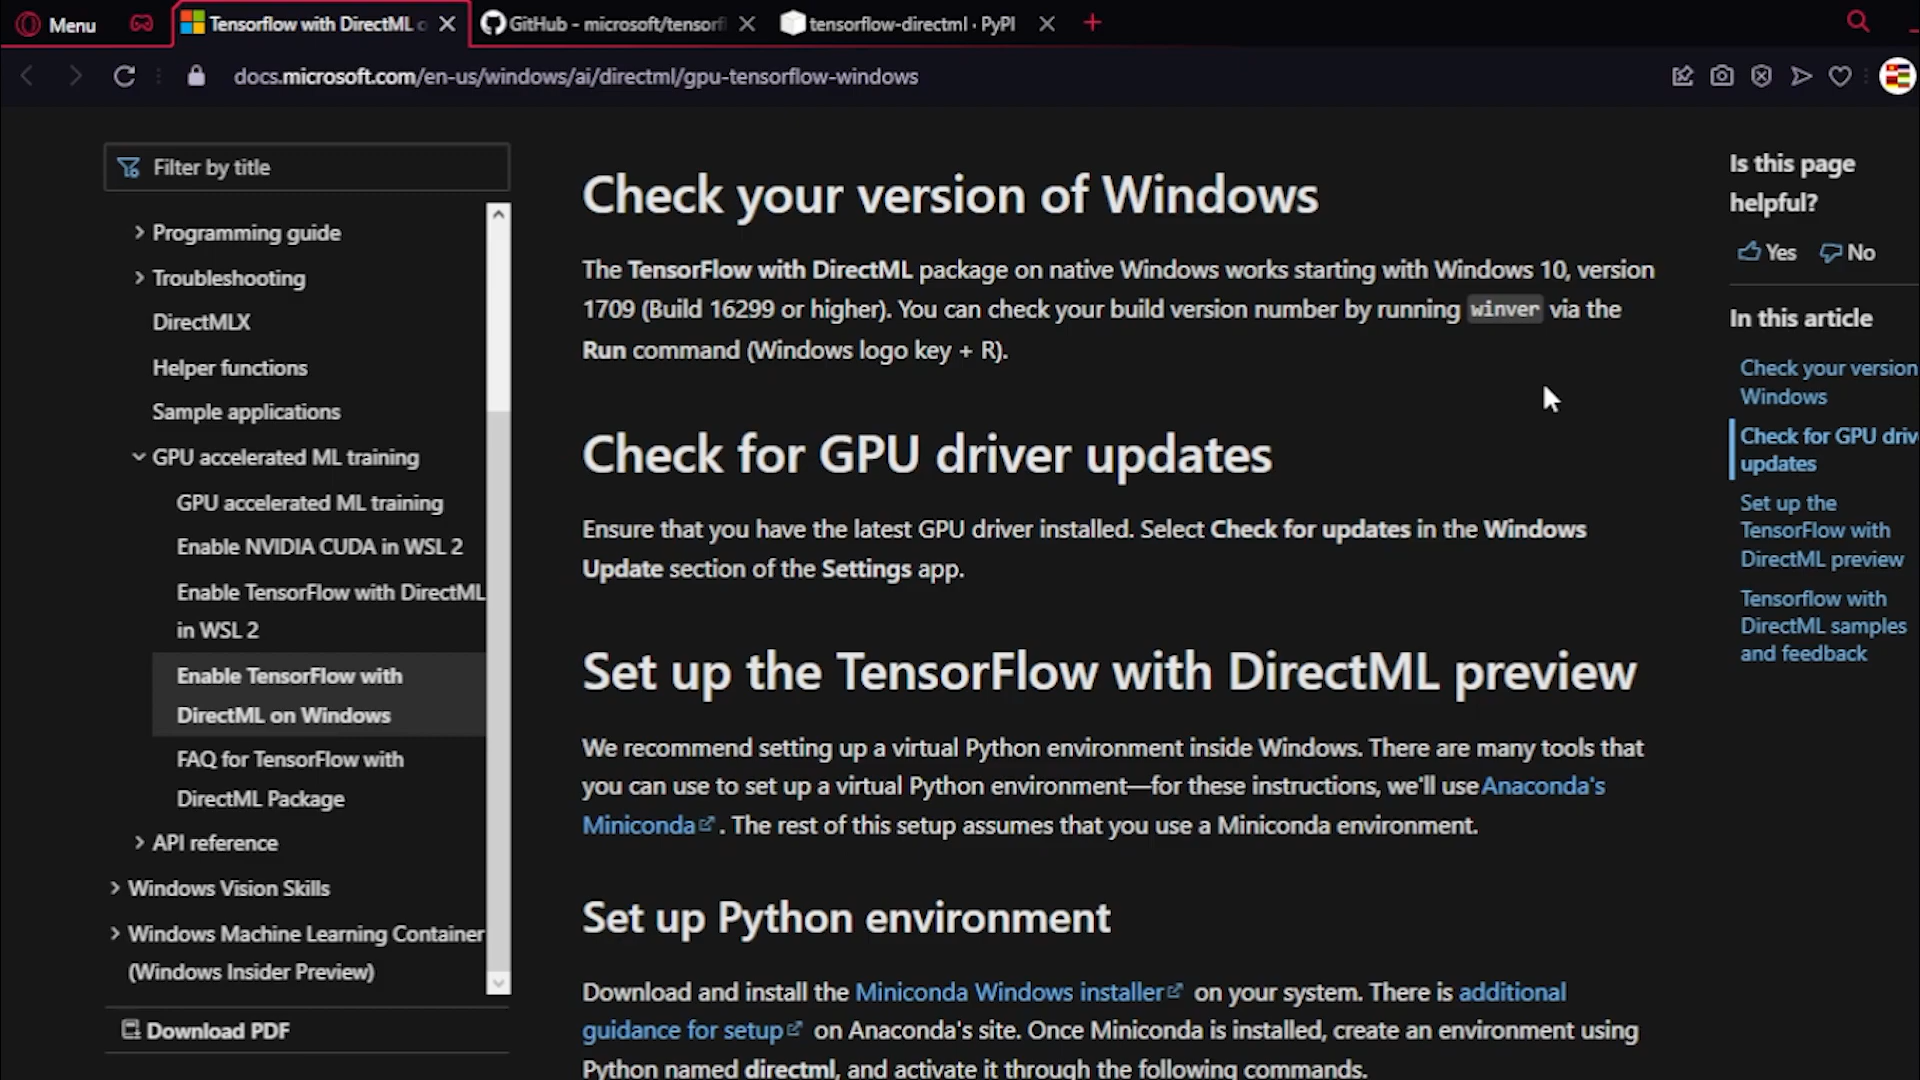 Menu
Tensorflow with DirectML
GitHub - microsoft/tensorf
tensorflow-directml · PyPI
docs.microsoft.com/en-us/windows/ai/directml/gpu-tensorflow-windows
Filter by title
Programming guide
Troubleshooting
DirectMLX
Helper functions
Sample applications
GPU accelerated ML training
GPU accelerated ML training
Enable NVIDIA CUDA in WSL 2
Enable TensorFlow with DirectML
in WSL 2
Enable TensorFlow with
DirectML on Windows
FAQ for TensorFlow with
DirectML Package
API reference
Windows Vision Skills
Windows Machine Learning Container
(Windows Insider Preview)
Download PDF
Check your version of Windows
The TensorFlow with DirectML package on native Windows works starting with Windows 10, version
1709 (Build 16299 or higher). You can check your build version number by running winver via the
Run command (Windows logo key + R).
Check for GPU driver updates
Ensure that you have the latest GPU driver installed. Select Check for updates in the Windows
Update section of the Settings app.
Set up the TensorFlow with DirectML preview
We recommend setting up a virtual Python environment inside Windows. There are many tools that
you can use to set up a virtual Python environment—for these instructions, we'll use Anaconda's
Miniconda . The rest of this setup assumes that you use a Miniconda environment.
Set up Python environment
Download and install the Miniconda Windows installer on your system. There is additional
guidance for setup on Anaconda's site. Once Miniconda is installed, create an environment using
Python named directml, and activate it through the following commands.
Is this page
helpful?
Yes No
In this article
Check your version
Windows
Check for GPU driv
updates
Set up the
TensorFlow with
DirectML preview
Tensorflow with
DirectML samples
and feedback